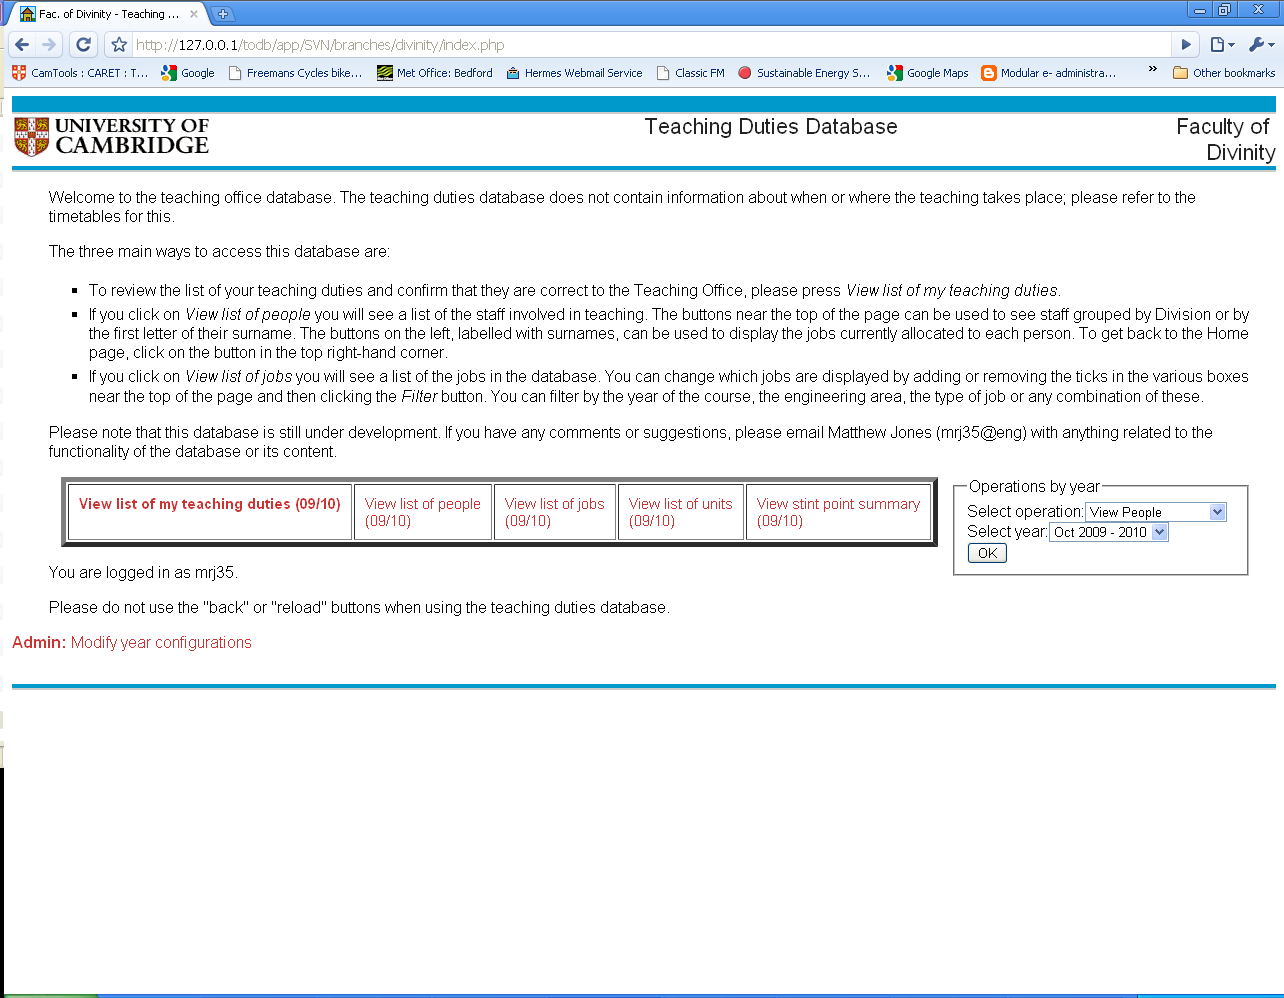 Fac. of Divinity - Teaching ...
http://127.0.0.1/todb/app/SVN/branches/divinity/index.php
CamTools : CARET : T... Google Freemans Cycles bike... Met Office: Bedford Hermes Webmail Service Classic FM Sustainable Energy S... Google Maps Modular e- administra... » Other bookmarks
UNIVERSITY OF
CAMBRIDGE
Teaching Duties Database
Faculty of
Divinity
Welcome to the teaching office database. The teaching duties database does not contain information about when or where the teaching takes place; please refer to the
timetables for this.
The three main ways to access this database are:
To review the list of your teaching duties and confirm that they are correct to the Teaching Office, please press View list of my teaching duties.
If you click on View list of people you will see a list of the staff involved in teaching. The buttons near the top of the page can be used to see staff grouped by Division or by
the first letter of their surname. The buttons on the left, labelled with surnames, can be used to display the jobs currently allocated to each person. To get back to the Home
page, click on the button in the top right-hand corner.
If you click on View list of jobs you will see a list of the jobs in the database. You can change which jobs are displayed by adding or removing the ticks in the various boxes
near the top of the page and then clicking the Filter button. You can filter by the year of the course, the engineering area, the type of job or any combination of these.
Please note that this database is still under development. If you have any comments or suggestions, please email Matthew Jones (mrj35@eng) with anything related to the
functionality of the database or its content.
View list of my teaching duties (09/10)
View list of people
(09/10)
View list of jobs
(09/10)
View list of units
(09/10)
View stint point summary
(09/10)
Operations by year
Select operation: View People
Select year: Oct 2009 - 2010
OK
You are logged in as mrj35.
Please do not use the "back" or "reload" buttons when using the teaching duties database.
Admin: Modify year configurations